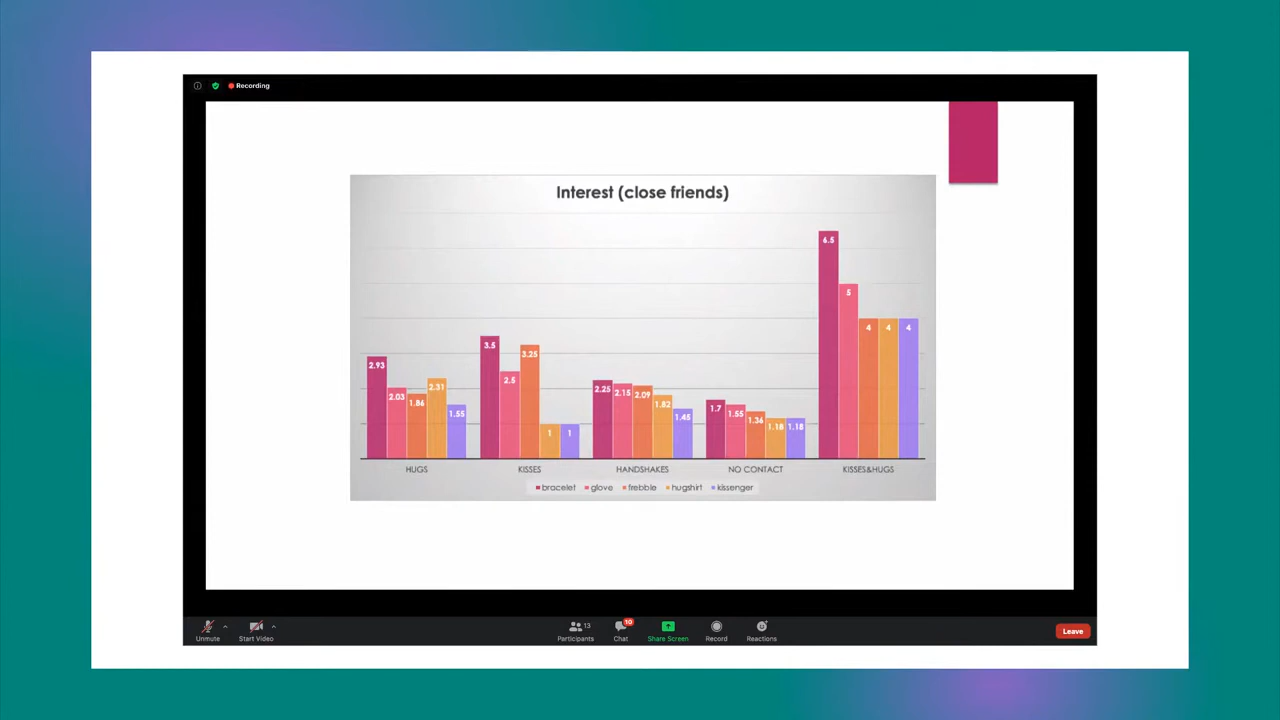 Recording
Interest (close friends)
6.5
5
4 4 4
3.5
3.25
2.93
2.5
2.31
2.25 2.15 2.09
2.03 1.86
1.82
1.7
1.55
1.55
1.45
1.36 1.18 1.18
1 1
HUGS KISSES HANDSHAKES NO CONTACT KISSES&HUGS
bracelet glove frebble hugshirt kissenger
Unmute Start Video 13 Participants 10 Chat Share Screen Record Reactions Leave